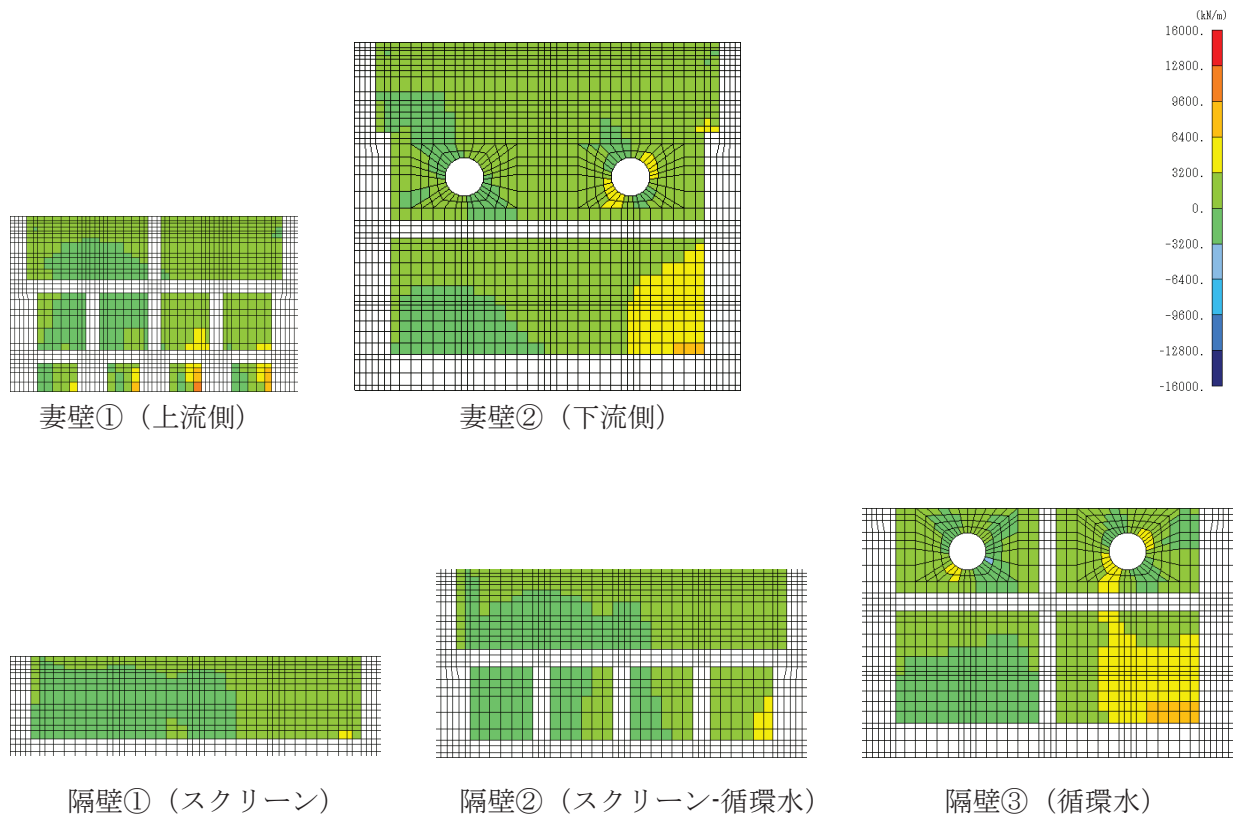 (kN/m)
16000.
12800.
9600.
6400.
3200.
0.
-3200.
-6400.
-9600.
-12800.
-16000.
妻壁①（上流側）
妻壁②（下流側）
隔壁①（スクリーン）
隔壁②（スクリーン-循環水）
隔壁③（循環水）